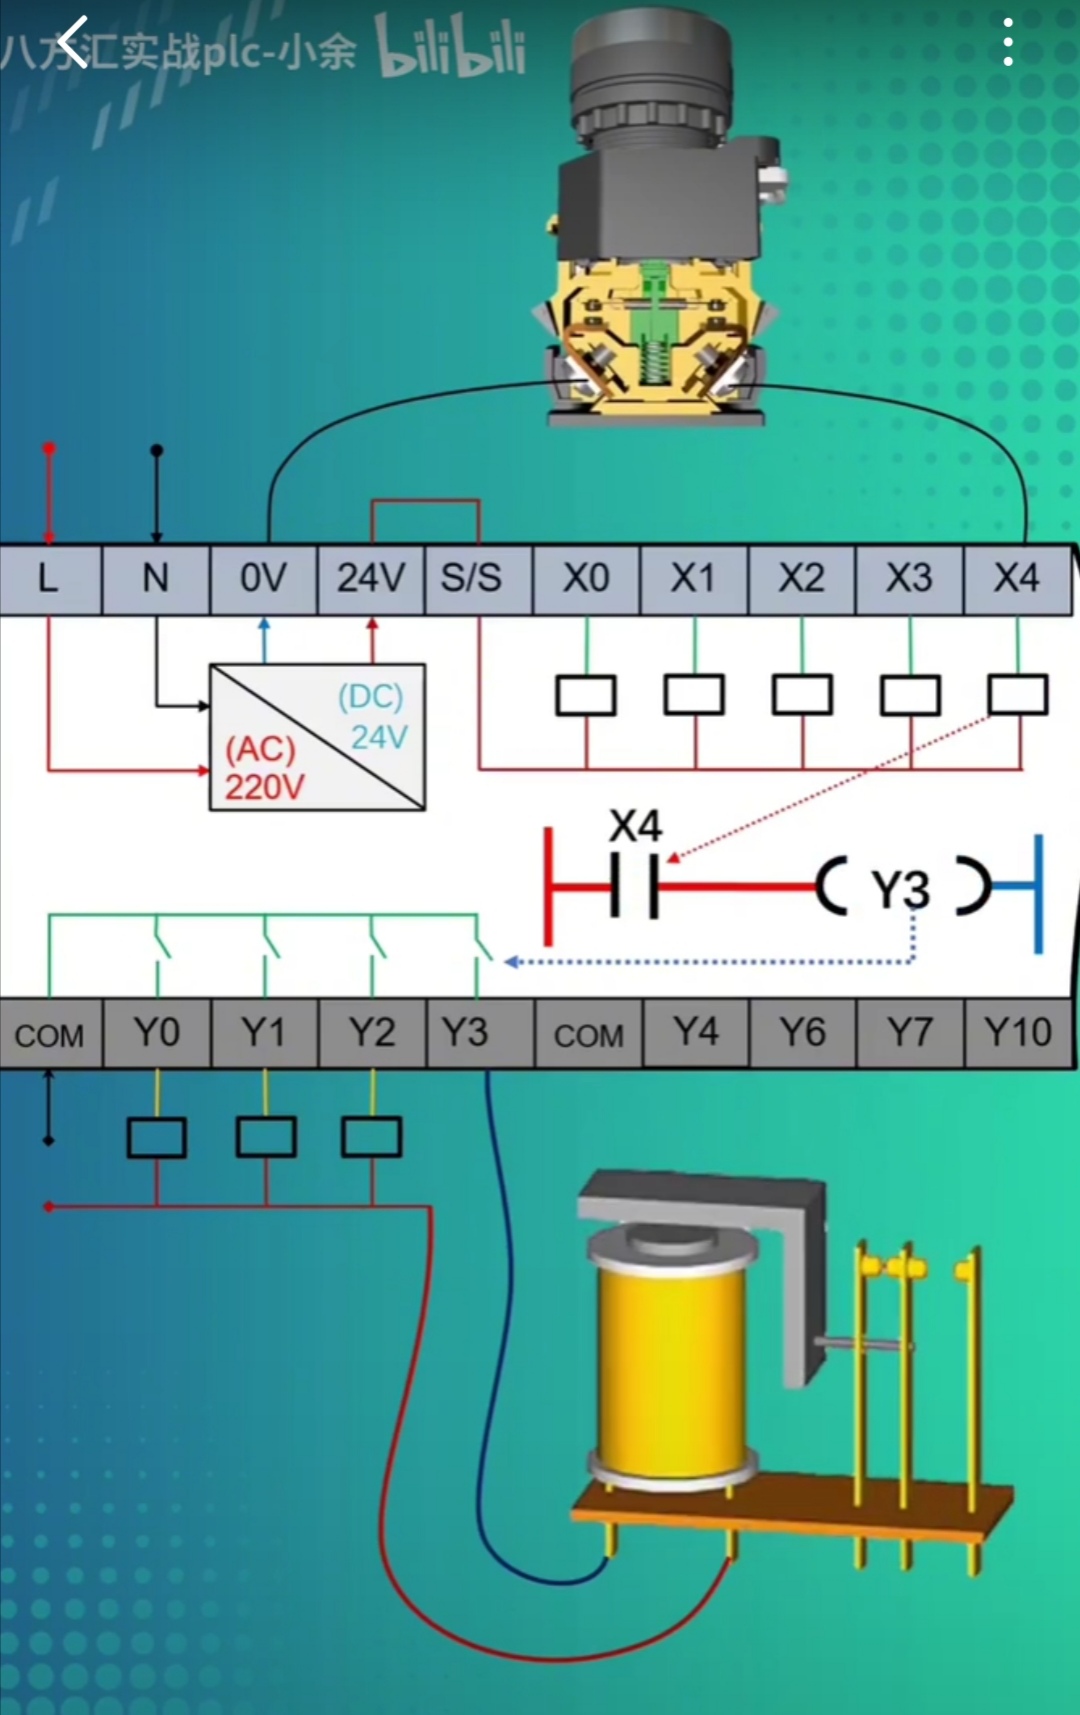 八方汇实战plc-小余 bilibili
L N 0V 24V S/S X0 X1 X2 X3 X4
(DC)
24V
(AC)
220V
X4
Y3
COM Y0 Y1 Y2 Y3 COM Y4 Y6 Y7 Y10